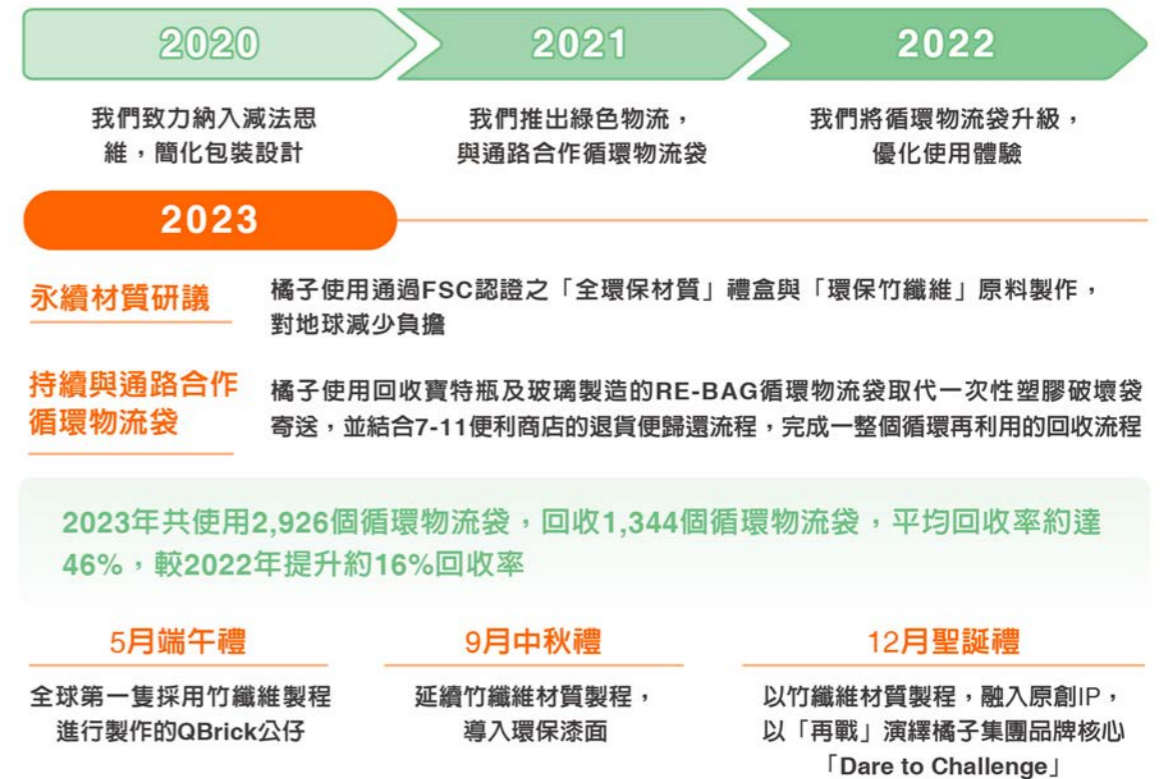 2020
2021
2022
我們致力納入減法思
維，簡化包裝設計
我們推出綠色物流，
與通路合作循環物流袋
我們將循環物流袋升級，
優化使用體驗
2023
永續材質研議
橘子使用通過FSC認證之「全環保材質」禮盒與「環保竹纖維」原料製作，
對地球減少負擔
持續與通路合作
循環物流袋
橘子使用回收寶特瓶及玻璃製造的RE-BAG循環物流袋取代一次性塑膠破壞袋
寄送，並結合7-11便利商店的退貨便歸還流程，完成一整個循環再利用的回收流程
2023年共使用2,926個循環物流袋，回收1,344個循環物流袋，平均回收率約達
46%，較2022年提升約16%回收率
5月端午禮
全球第一隻採用竹纖維製程
進行製作的QBrick公仔
9月中秋禮
延續竹纖維材質製程，
導入環保漆面
12月聖誕禮
以竹纖維材質製程，融入原創IP，
以「再戰」演繹橘子集團品牌核心
「Dare to Challenge」